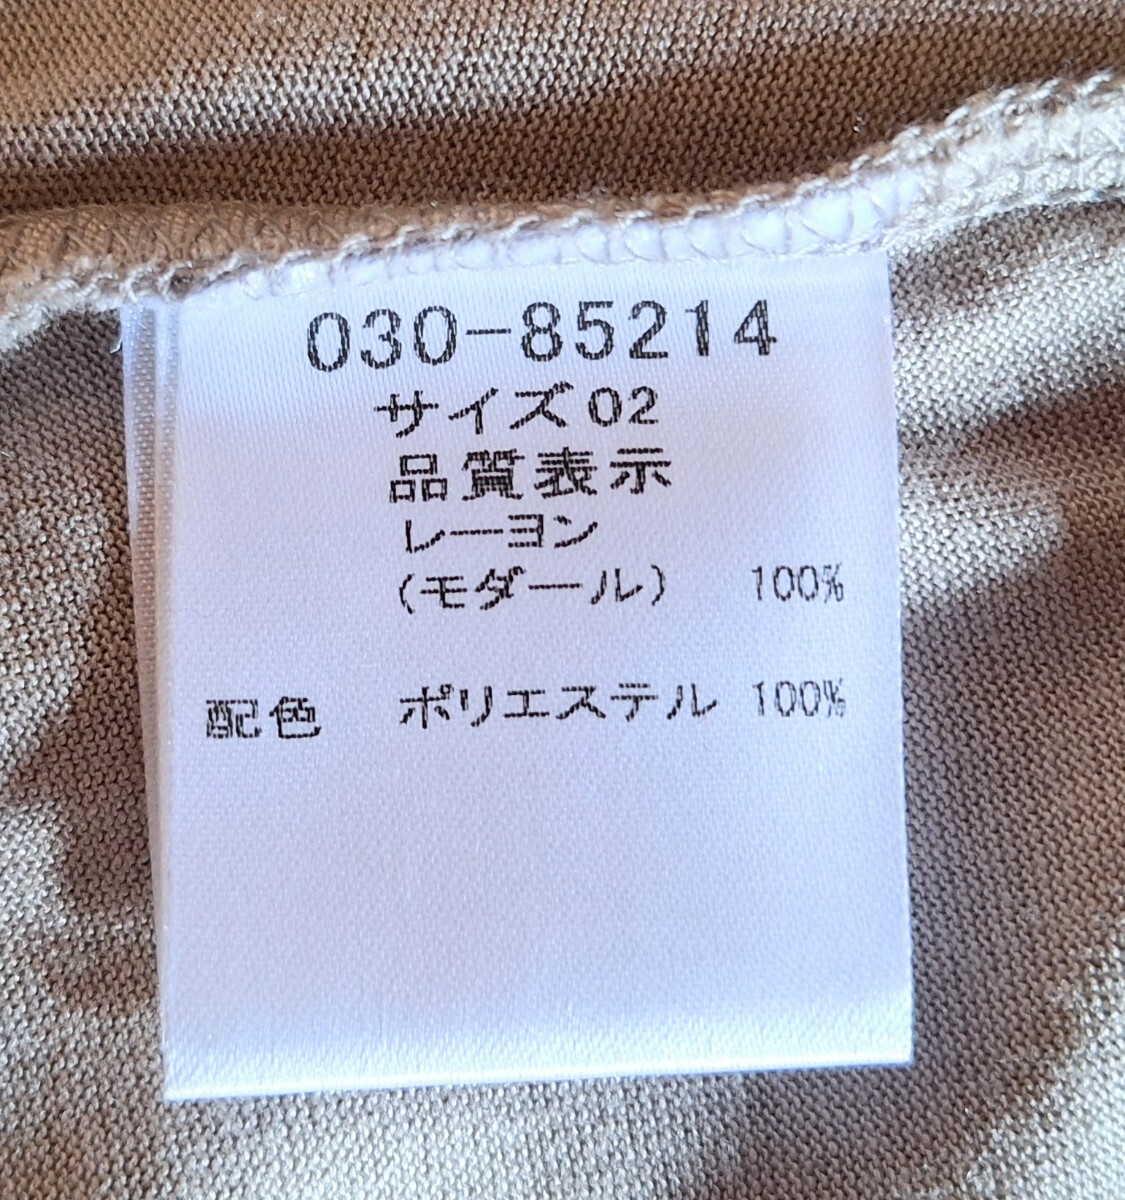 030-85214
サイズ02
品質表示
レーヨン
(モダール) 100%
配色 ポリエステル 100%